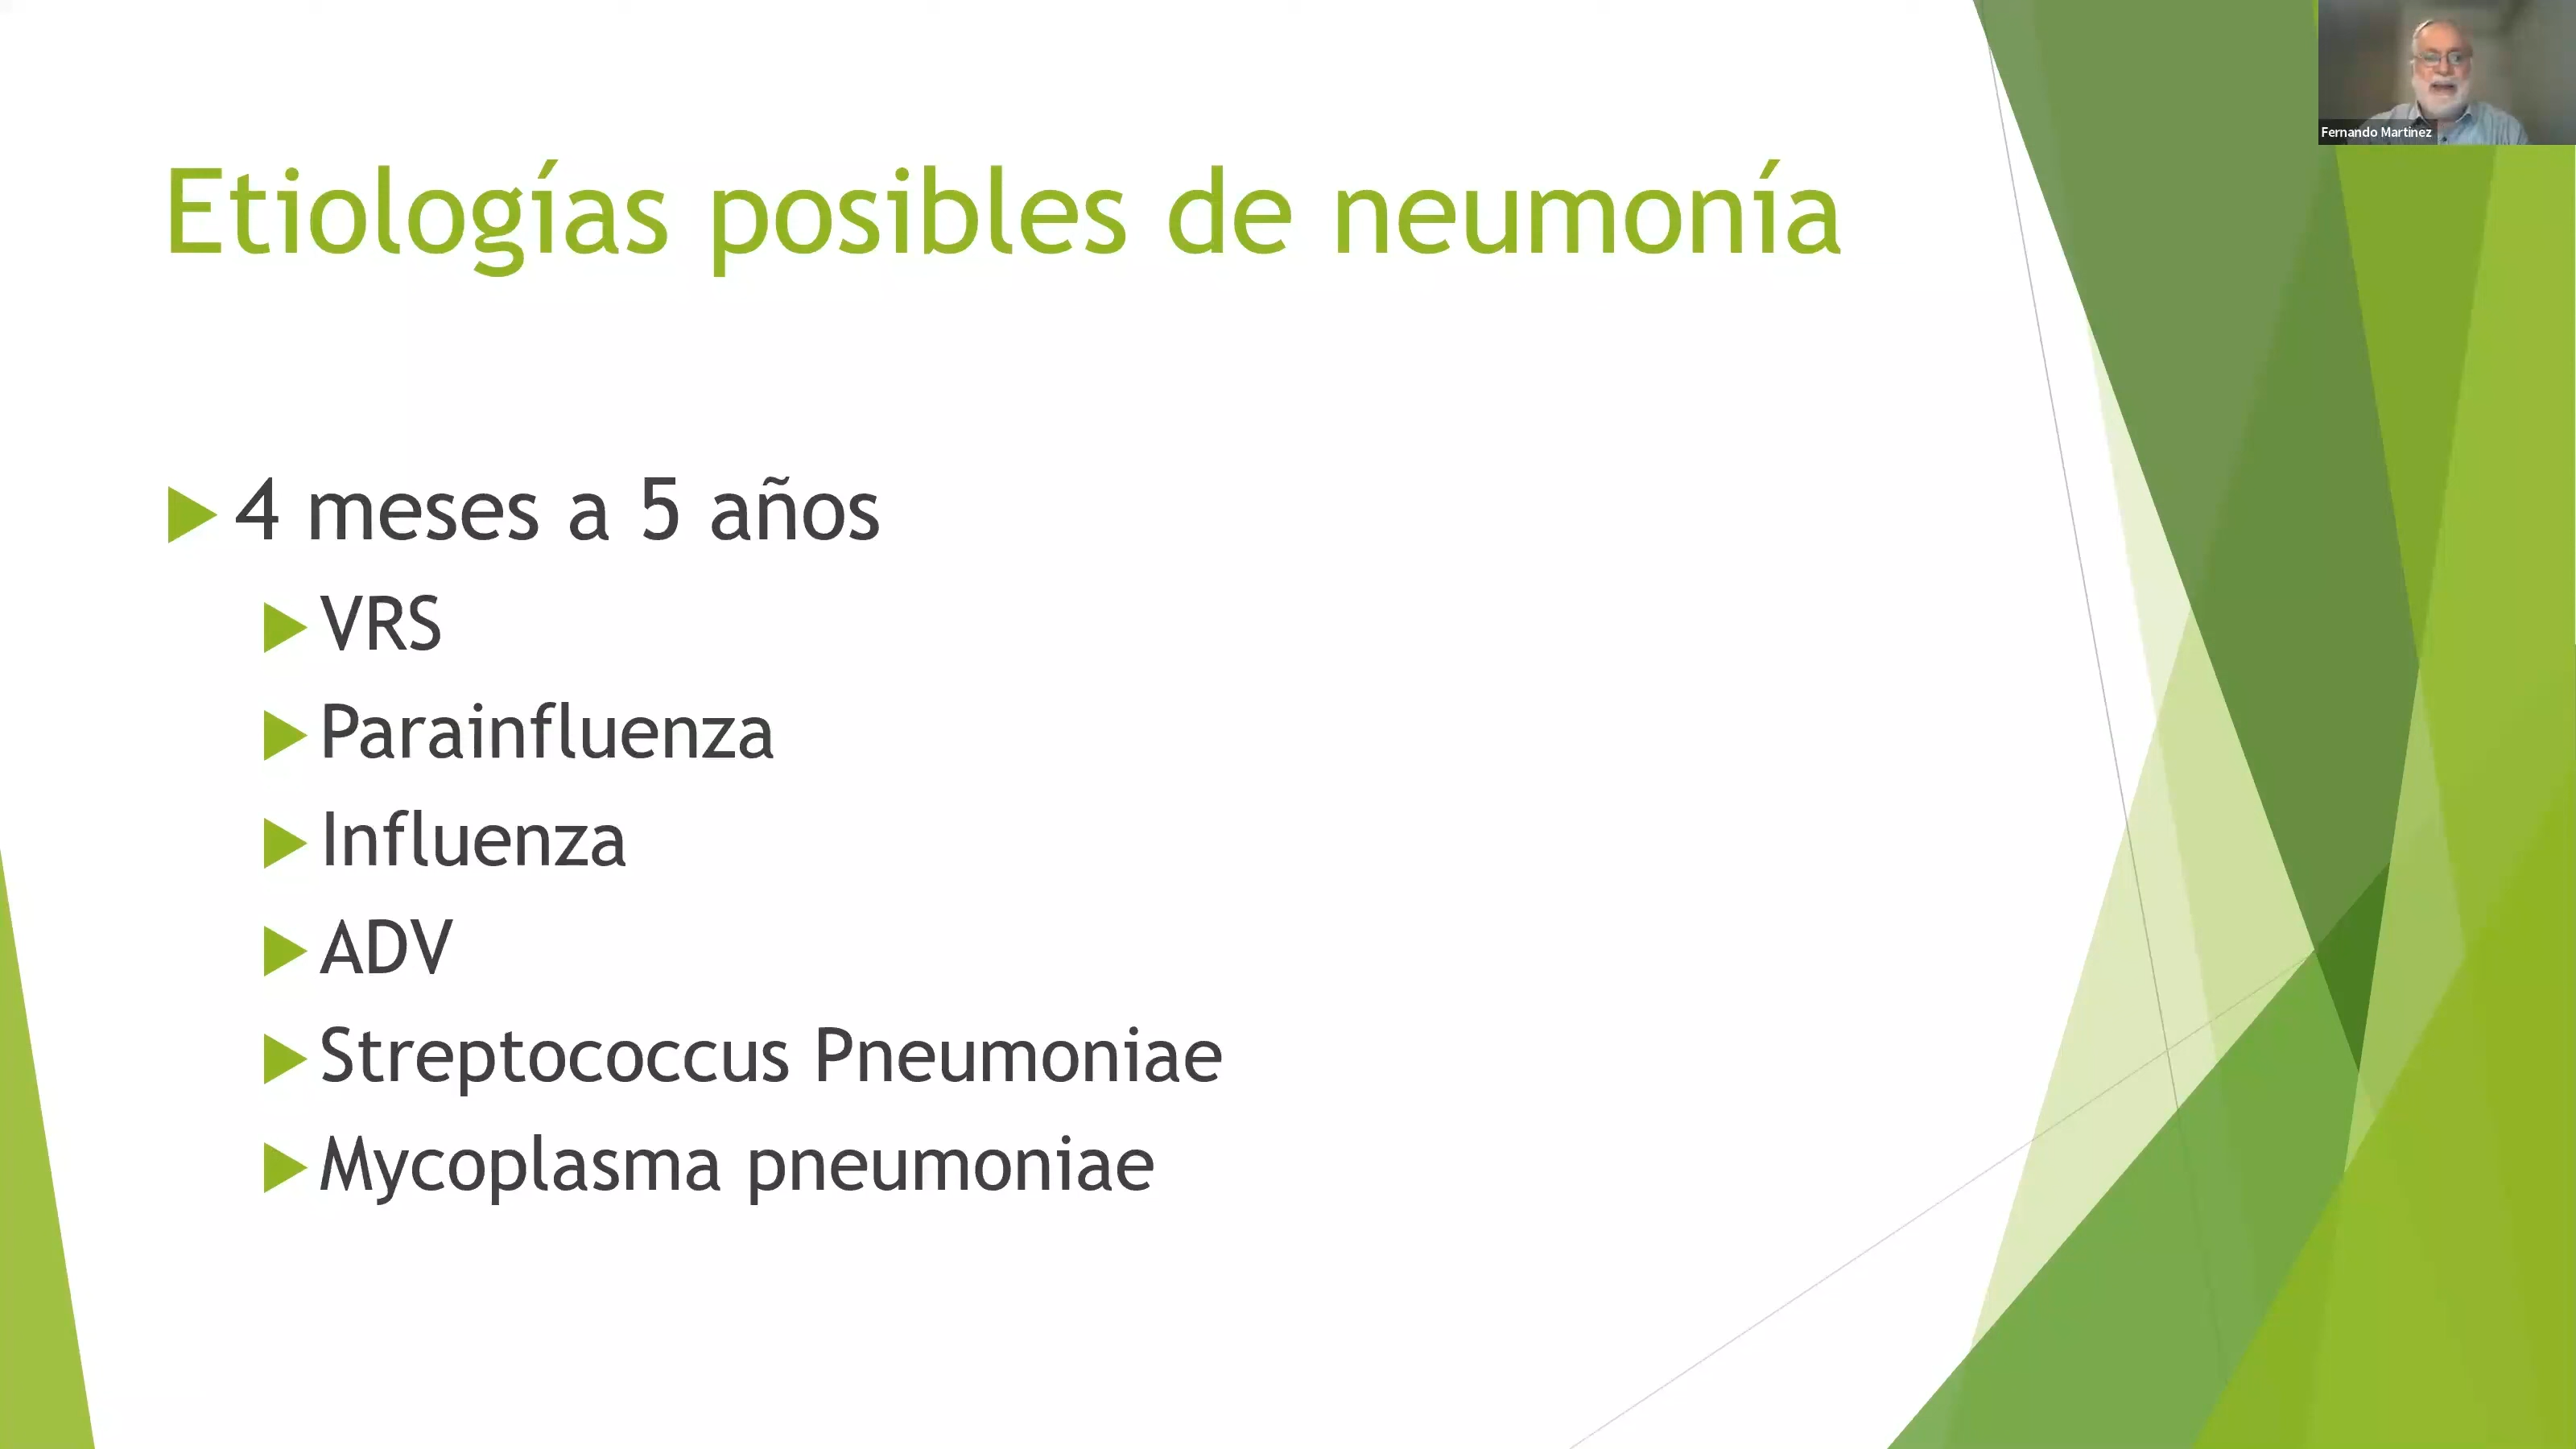 Fernando Martinez
Etiologías posibles de neumonía
4 meses a 5 años
VRS
Parainfluenza
Influenza
ADV
Streptococcus Pneumoniae
Mycoplasma pneumoniae